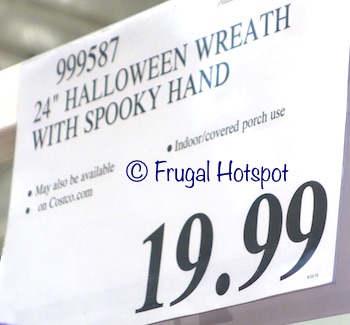 999587
24" HALLOWEEN WREATH
WITH SPOOKY HAND
• May also be available
• on Costco.com
• Indoor/covered porch use
© Frugal Hotspot
19.99